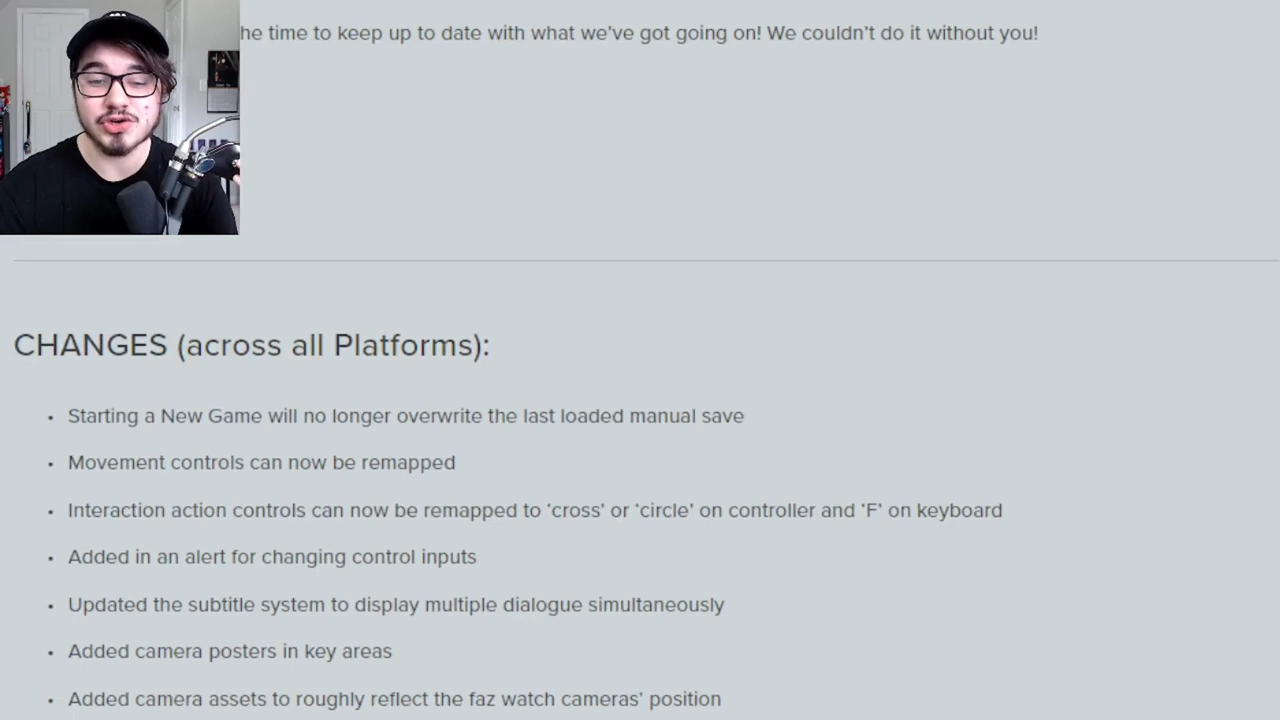 he time to keep up to date with what we've got going on! We couldn't do it without you!
CHANGES (across all Platforms):
• Starting a New Game will no longer overwrite the last loaded manual save
• Movement controls can now be remapped
• Interaction action controls can now be remapped to ‘cross’ or ‘circle’ on controller and ‘F’ on keyboard
• Added in an alert for changing control inputs
• Updated the subtitle system to display multiple dialogue simultaneously
• Added camera posters in key areas
• Added camera assets to roughly reflect the faz watch cameras’ position